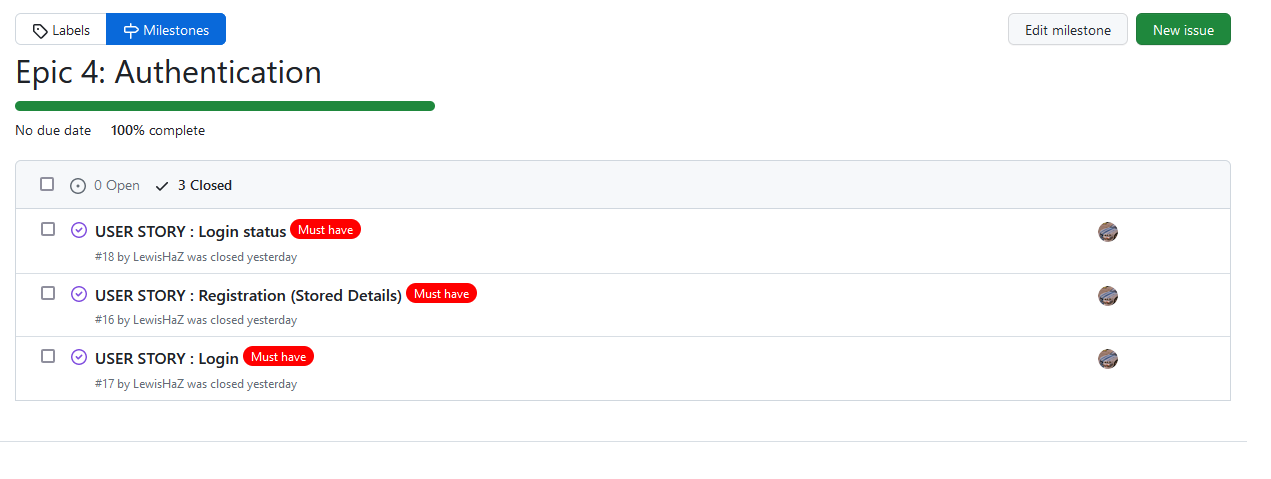 Labels Milestones Edit milestone New issue
Epic 4: Authentication
No due date 100% complete
0 Open 3 Closed
USER STORY : Login status Must have
#18 by LewisHaZ was closed yesterday
USER STORY : Registration (Stored Details) Must have
#16 by LewisHaZ was closed yesterday
USER STORY : Login Must have
#17 by LewisHaZ was closed yesterday